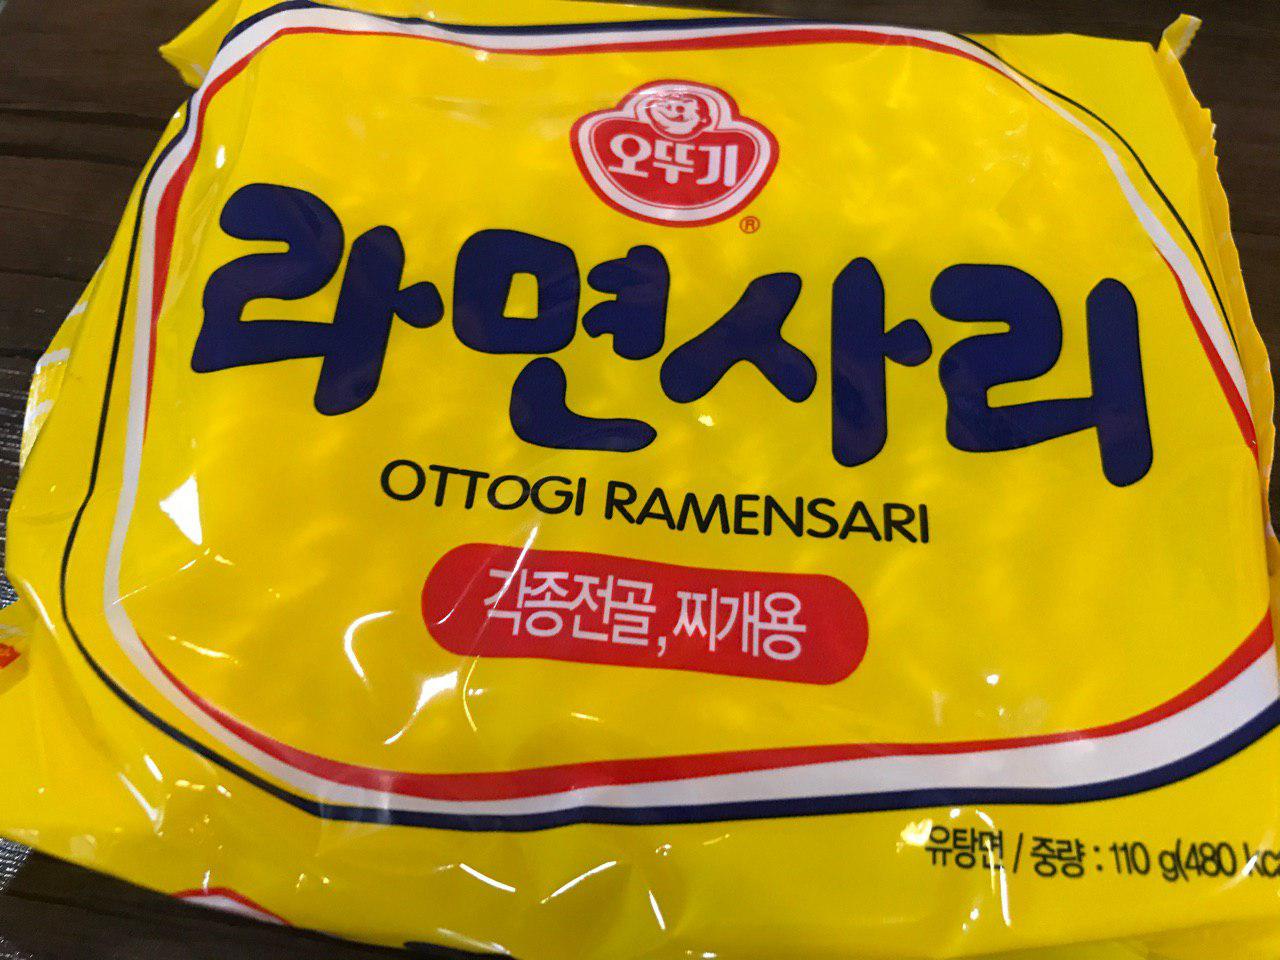 오뚜기
®
라면사리
OTTOGI RAMENSARI
각종전골, 찌개용
유탕면 / 중량 : 110 g(480 kc